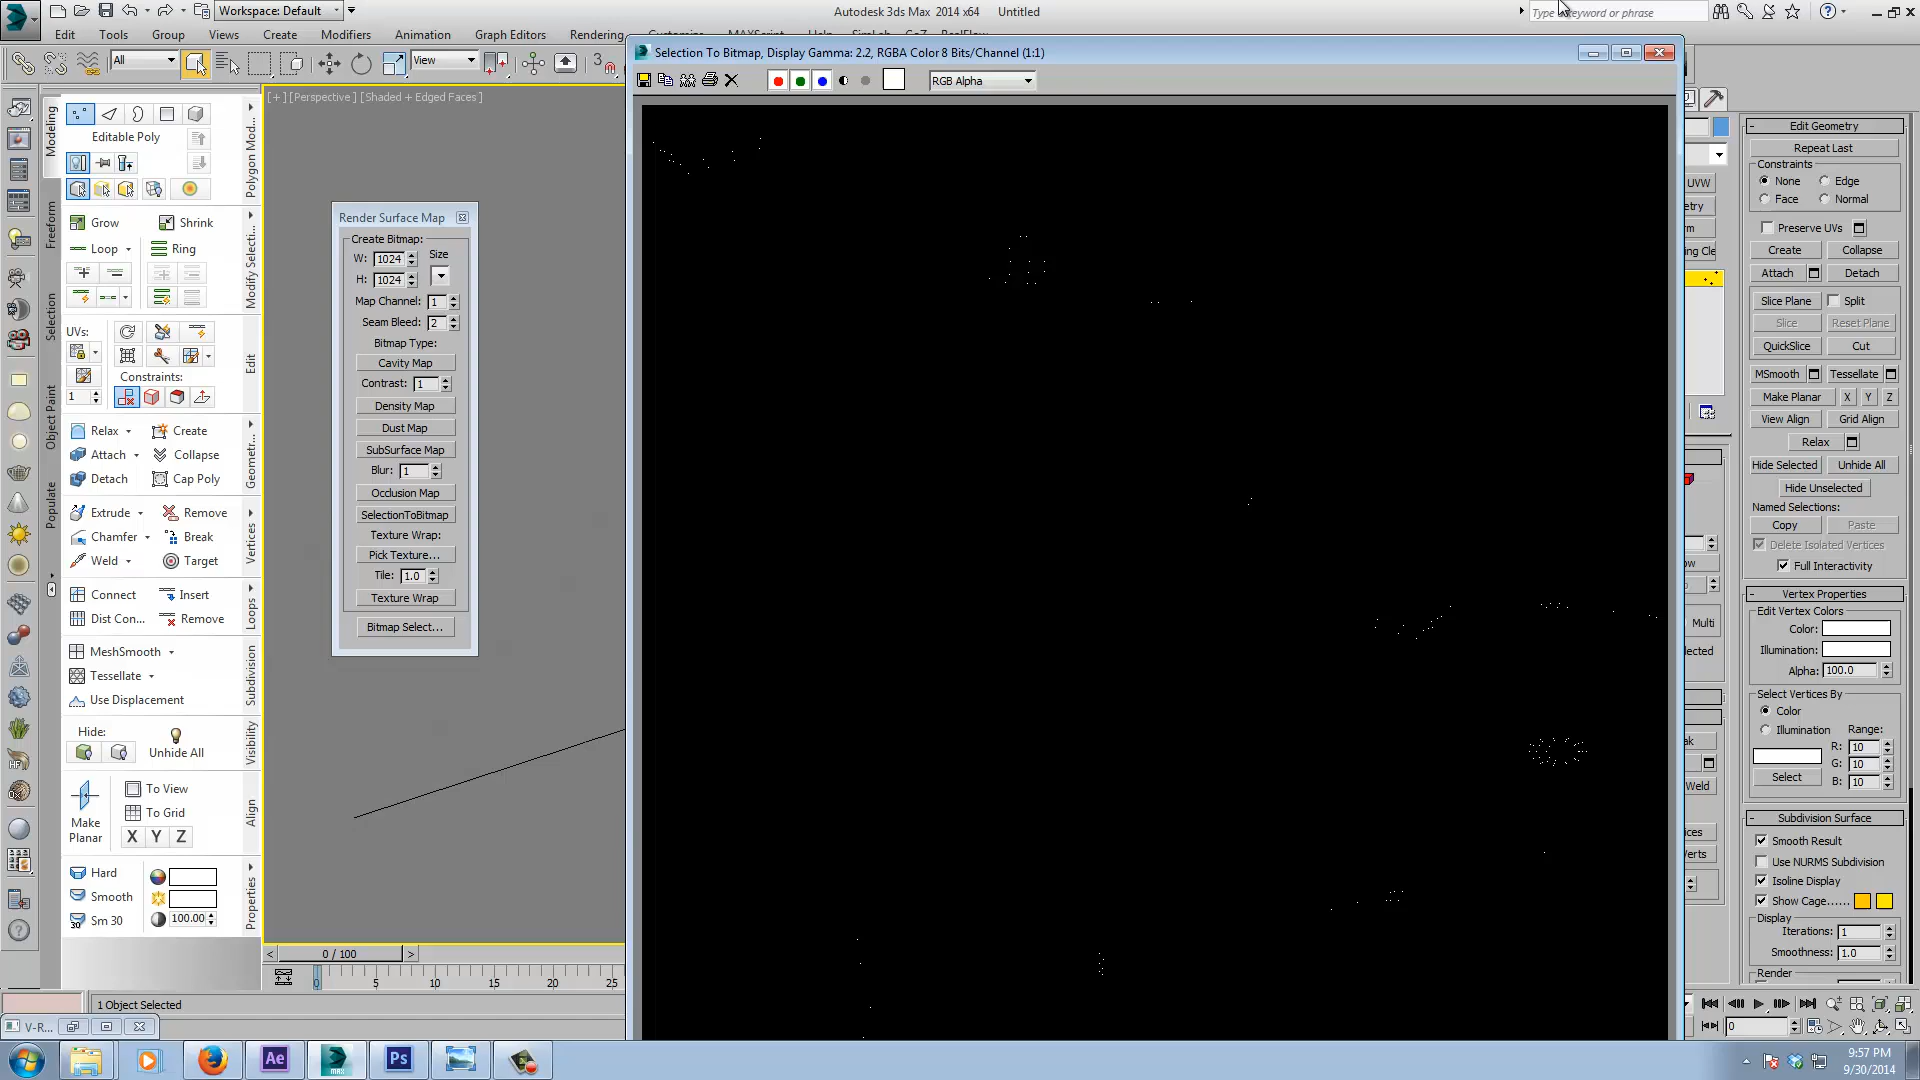 Workspace: Default
Autodesk 3ds Max 2014 x64 Untitled
Type a keyword or phrase
Edit Tools Group Views Create Modifiers Animation Graph Editors Rendering
All
View
Selection To Bitmap, Display Gamma: 2.2, RGBA Color 8 Bits/Channel (1:1)
RGB Alpha
[+] [Perspective ] [Shaded + Edged Faces ]
Modeling
Freeform
Selection
Object Paint
Populate
Editable Poly
Grow Shrink
Loop Ring
UVs:
Constraints:
1
Relax Create
Attach Collapse
Detach Cap Poly
Extrude Remove
Chamfer Break
Weld Target
Connect Insert
Dist Con... Remove
MeshSmooth
Tessellate
Use Displacement
Hide:
Unhide All
To View
To Grid
Make
Planar
X Y Z
Hard
Smooth
Sm 30
30
100.00
Polygon Mod...
Modify Selecti...
Edit
Geometr...
Vertices
Loops
Subdivision
Visibility
Align
Properties
Render Surface Map
Create Bitmap:
W: 1024 Size
H: 1024
Map Channel: 1
Seam Bleed: 2
Bitmap Type:
Cavity Map
Contrast: 1
Density Map
Dust Map
SubSurface Map
Blur: 1
Occlusion Map
SelectionToBitmap
Texture Wrap:
Pick Texture...
Tile: 1.0
Texture Wrap
Bitmap Select...
UVW
Multi
Weld
Edit Geometry
Repeat Last
Constraints
None Edge
Face Normal
Preserve UVs
Create Collapse
Attach Detach
Slice Plane Split
Slice Reset Plane
QuickSlice Cut
MSmooth Tessellate
Make Planar X Y Z
View Align Grid Align
Relax
Hide Selected Unhide All
Hide Unselected
Named Selections:
Copy Paste
Delete Isolated Vertices
Full Interactivity
Vertex Properties
Edit Vertex Colors
Color:
Illumination:
Alpha: 100.0
Select Vertices By
Color
Illumination Range:
R: 10
G: 10
Select B: 10
Subdivision Surface
Smooth Result
Use NURMS Subdivision
Isoline Display
Show Cage......
Display
Iterations: 1
Smoothness: 1.0
Render
0 / 100
0 5 10 15 20 25
1 Object Selected
0
V-R...
Ae
MAX
Ps
9:57 PM
9/30/2014